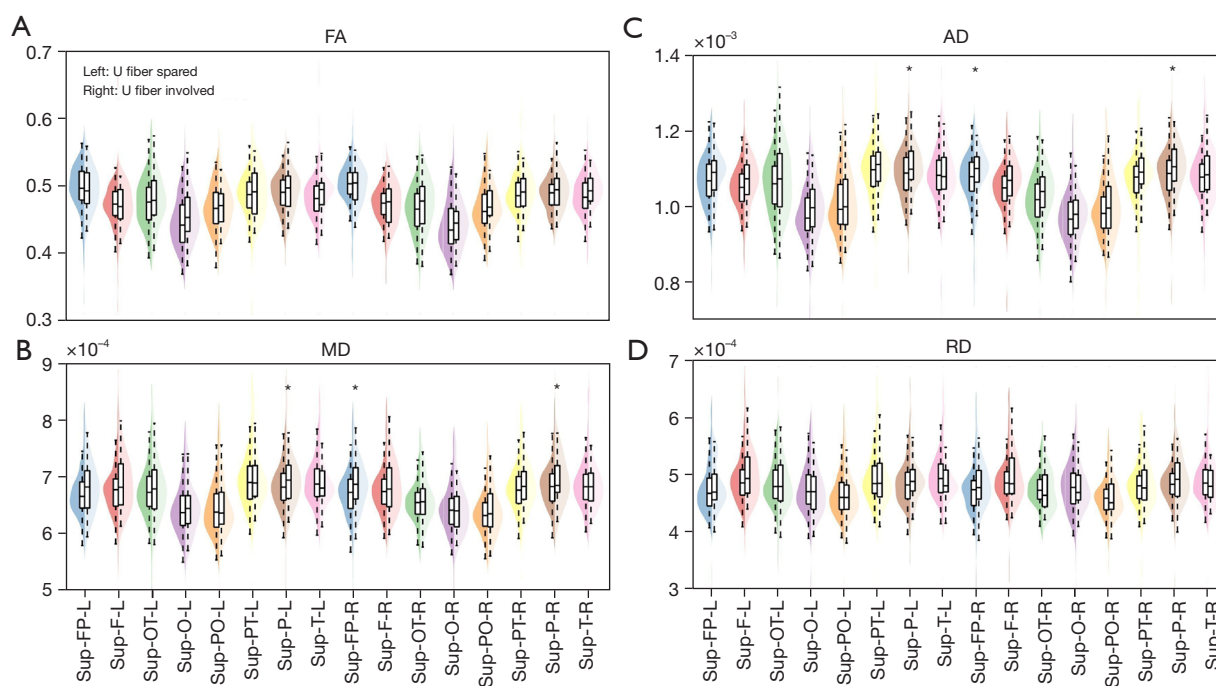 A
FA
0.7
Left: U fiber spared
Right: U fiber involved
0.6
0.5
0.4
0.3
B
×10⁻⁴
MD
9
* * *
8
7
6
5
Sup-FP-L
Sup-F-L
Sup-OT-L
Sup-O-L
Sup-PO-L
Sup-PT-L
Sup-P-L
Sup-T-L
Sup-FP-R
Sup-F-R
Sup-OT-R
Sup-O-R
Sup-PO-R
Sup-PT-R
Sup-P-R
Sup-T-R
C
×10⁻³
AD
1.4
* * *
1.2
1.0
0.8
D
×10⁻⁴
RD
7
6
5
4
3
Sup-FP-L
Sup-F-L
Sup-OT-L
Sup-O-L
Sup-PO-L
Sup-PT-L
Sup-P-L
Sup-T-L
Sup-FP-R
Sup-F-R
Sup-OT-R
Sup-O-R
Sup-PO-R
Sup-PT-R
Sup-P-R
Sup-T-R